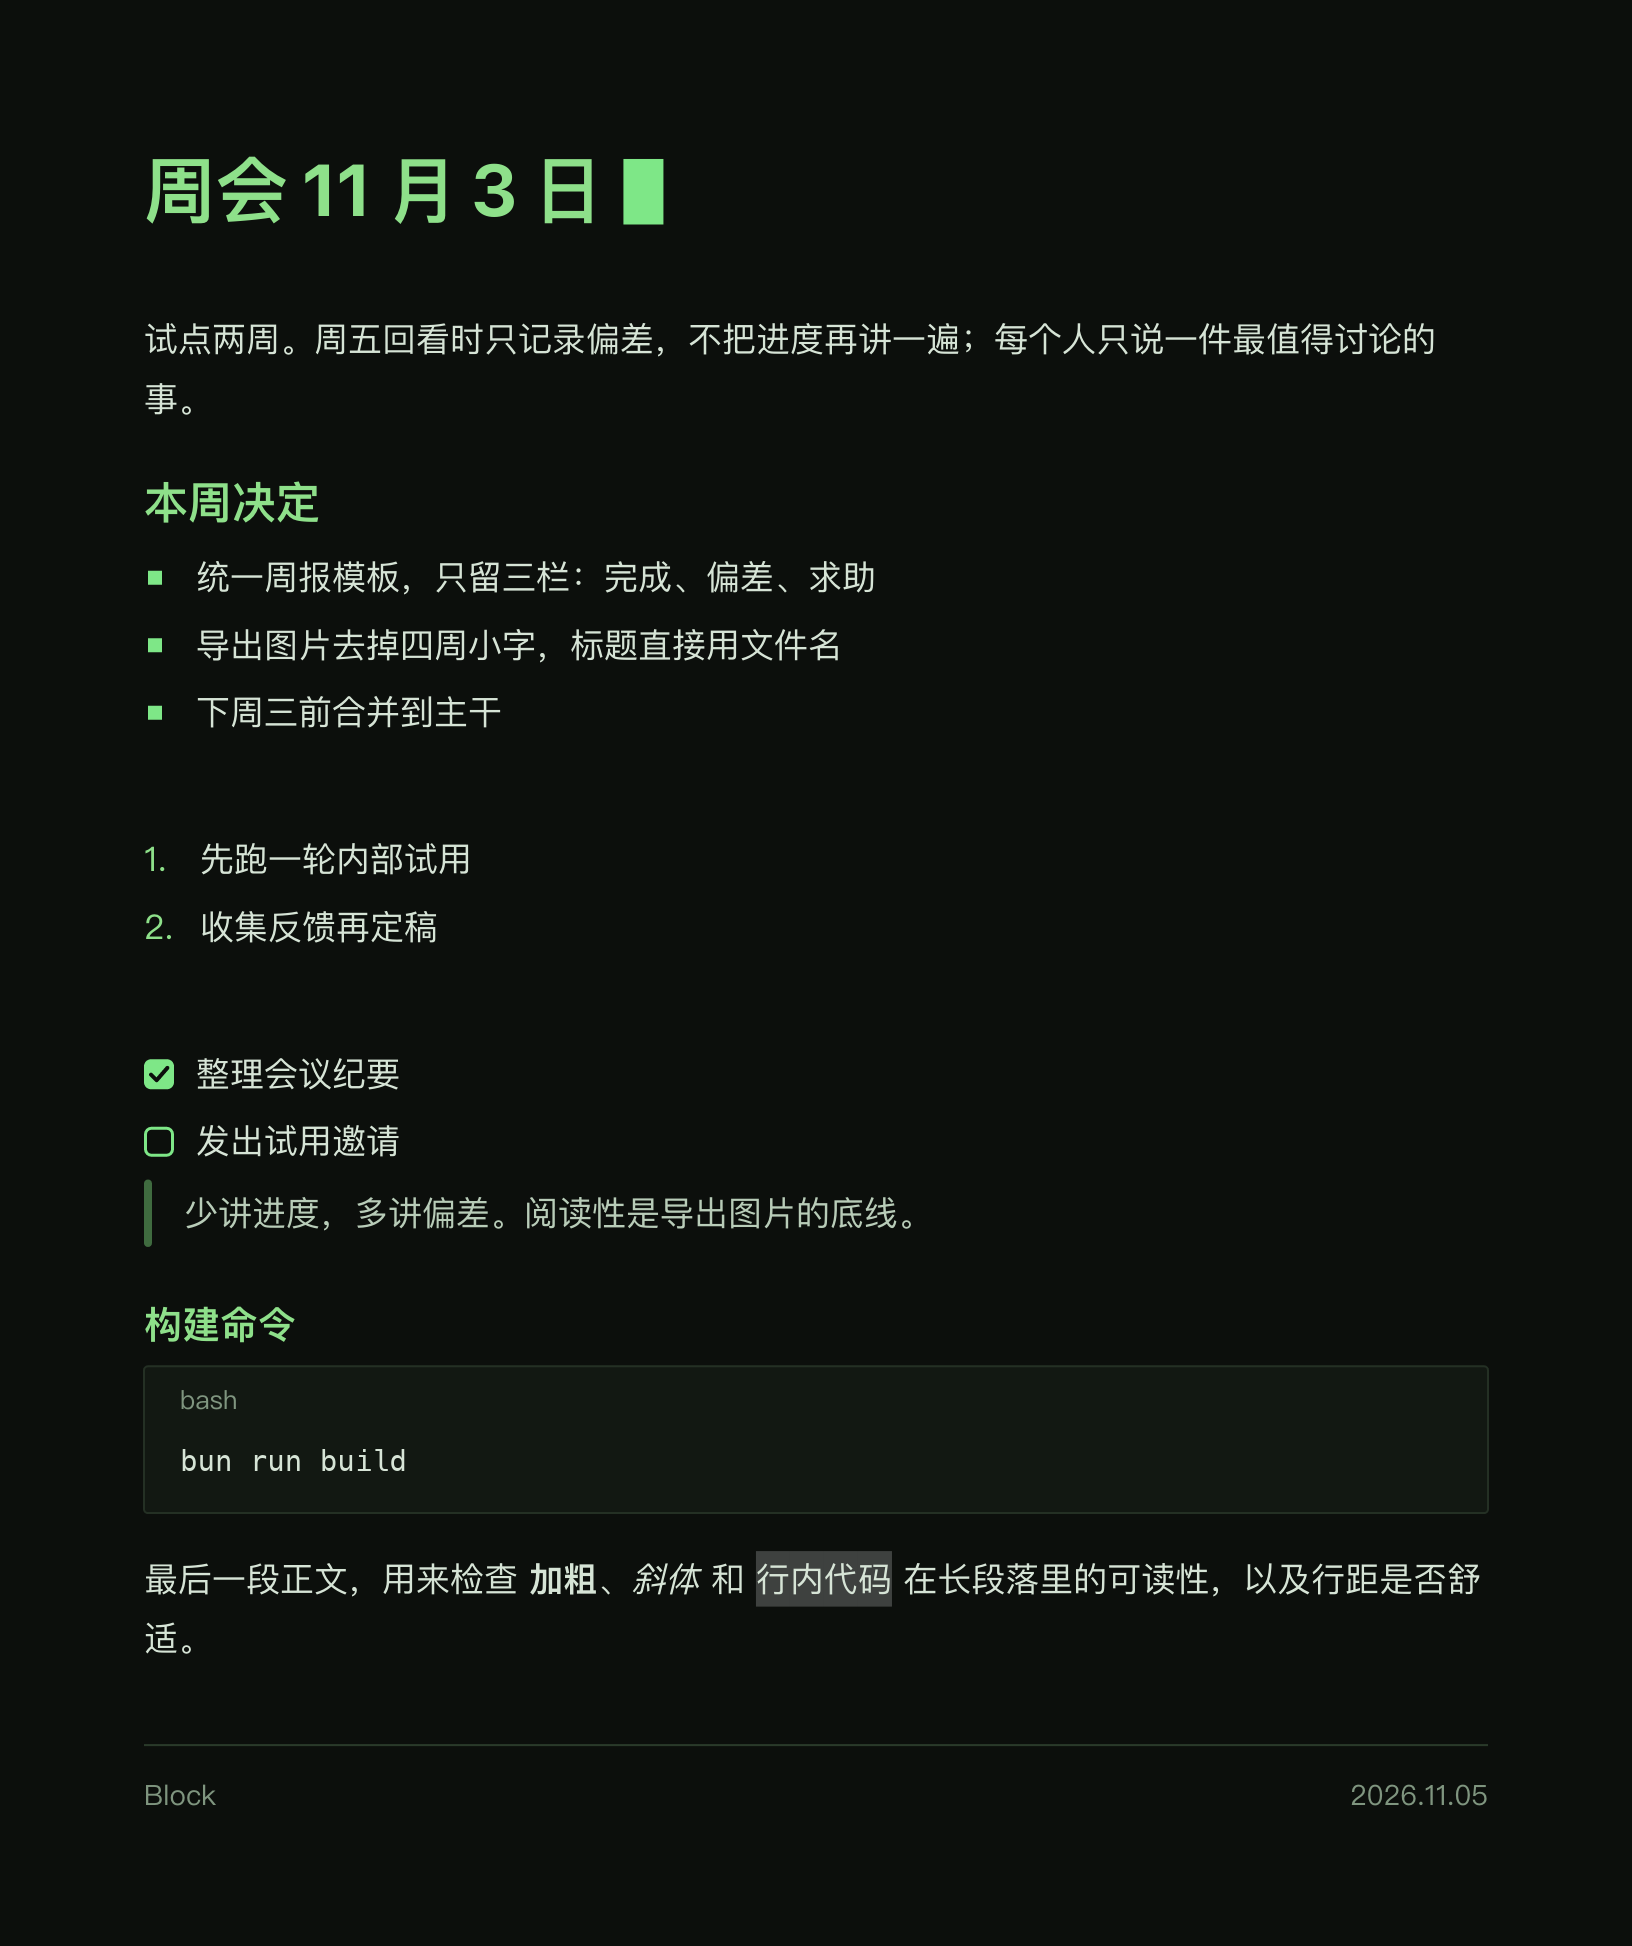 周会 11 月 3 日
试点两周。周五回看时只记录偏差，不把进度再讲一遍；每个人只说一件最值得讨论的
事。
本周决定
统一周报模板，只留三栏：完成、偏差、求助
导出图片去掉四周小字，标题直接用文件名
下周三前合并到主干
1. 先跑一轮内部试用
2. 收集反馈再定稿
整理会议纪要
发出试用邀请
少讲进度，多讲偏差。阅读性是导出图片的底线。
构建命令
bash
bun run build
最后一段正文，用来检查 加粗、斜体 和 行内代码 在长段落里的可读性，以及行距是否舒
适。
Block
2026.11.05